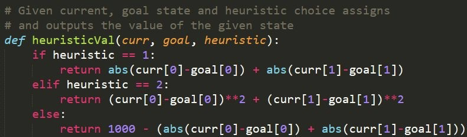 # Given current, goal state and heuristic choice assigns
# and outputs the value of the given state
def heuristicVal(curr, goal, heuristic):
    if heuristic == 1:
        return abs(curr[0]-goal[0]) + abs(curr[1]-goal[1])
    elif heuristic == 2:
        return (curr[0]-goal[0])**2 + (curr[1]-goal[1])**2
    else:
        return 1000 - (abs(curr[0]-goal[0]) + abs(curr[1]-goal[1]))